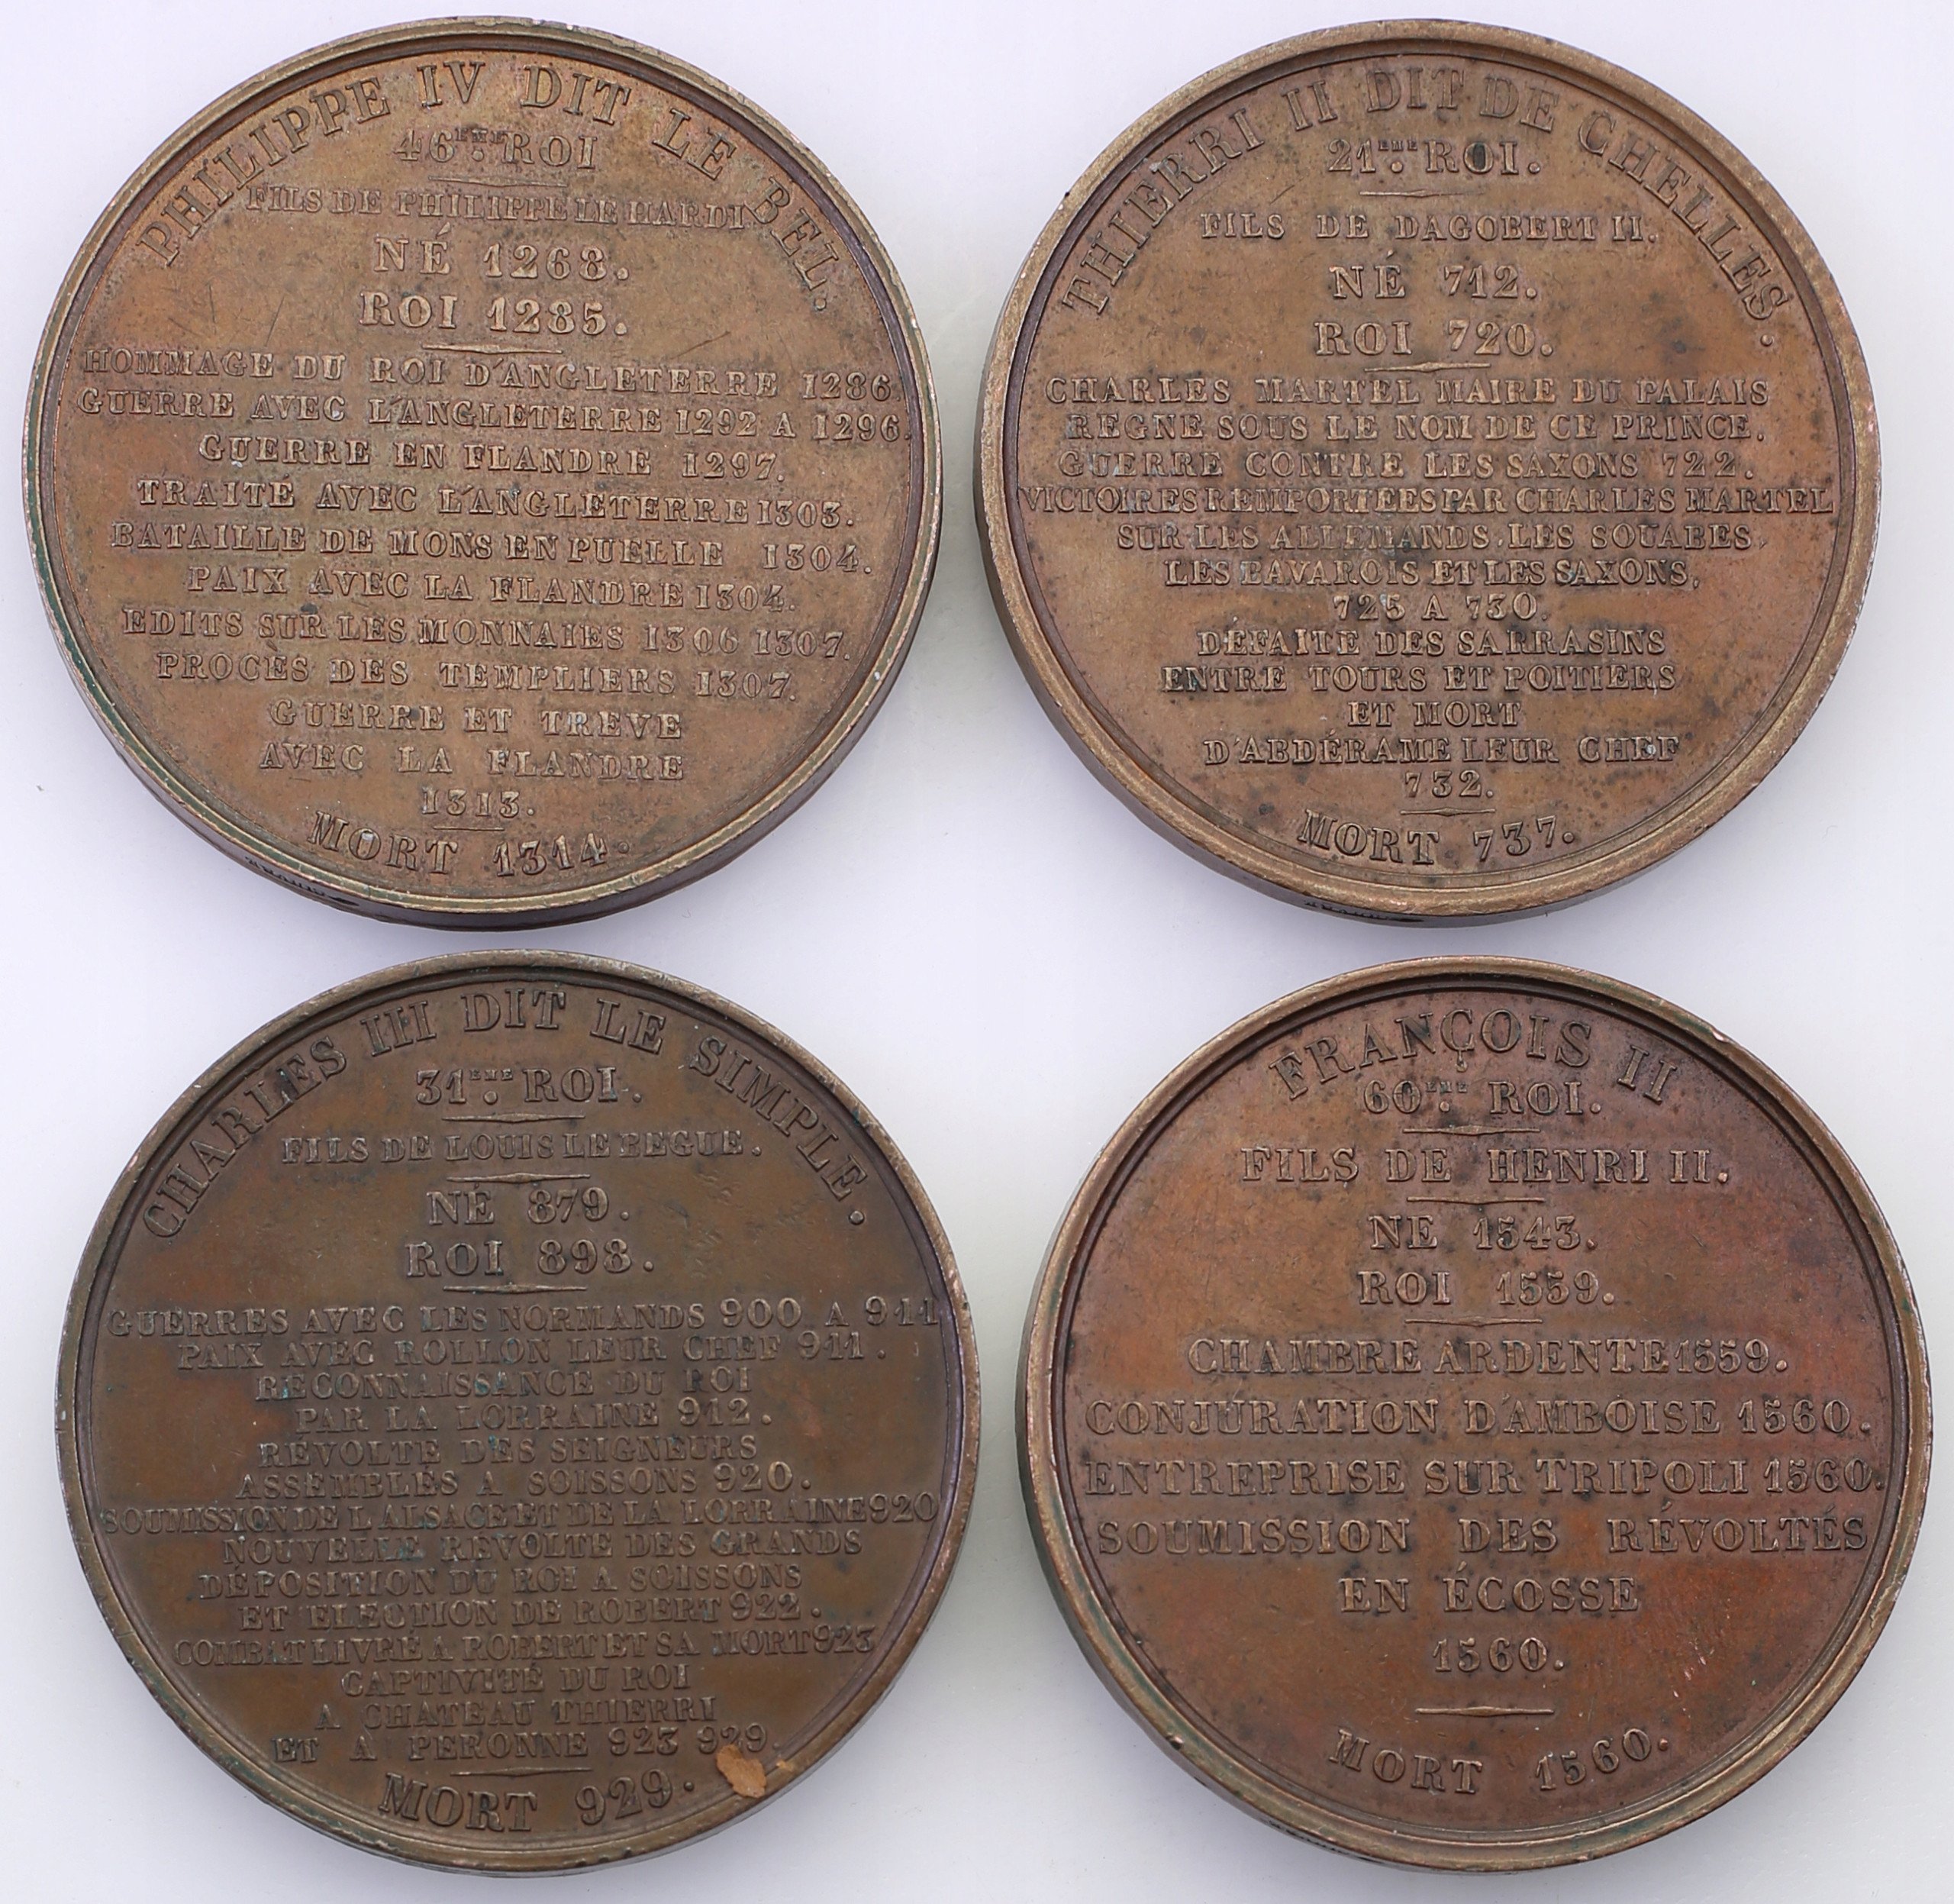 PHILIPPE IV DIT LE BEL.
46EME. ROI
FILS DE PHILIPPE LE HARDI
NÉ 1268.
ROI 1285.
HOMMAGE DU ROI D'ANGLETERRE 1286.
GUERRE AVEC L'ANGLETERRE 1292 A 1296.
GUERRE EN FLANDRE 1297.
TRAITÉ AVEC L'ANGLETERRE 1303.
BATAILLE DE MONS EN PUELLE 1304.
PAIX AVEC LA FLANDRE 1304.
EDITS SUR LES MONNAIES 1306 1307.
PROCÈS DES TEMPLIERS 1307.
GUERRE ET TREVE
AVEC LA FLANDRE
1313.
MORT 1314.
THIERRI II DIT DE CHELLES.
21EME. ROI.
FILS DE DAGOBERT II.
NÉ 712.
ROI 720.
CHARLES MARTEL MAIRE DU PALAIS
REGNE SOUS LE NOM DE CE PRINCE.
GUERRE CONTRE LES SAXONS 722.
VICTOIRES REMPORTÉES PAR CHARLES MARTEL
SUR LES ALLEMANDS, LES SOUABES,
LES BAVAROIS ET LES SAXONS,
725 A 730.
DÉFAITE DES SARRASINS
ENTRE TOURS ET POITIERS
ET MORT
D'ABDÉRAME LEUR CHEF
732.
MORT 737.
CHARLES III DIT LE SIMPLE.
31EME. ROI.
FILS DE LOUIS LE BEGUE.
NÉ 879.
ROI 898.
GUERRES AVEC LES NORMANDS 900 A 911
PAIX AVEC ROLLON LEUR CHEF 911.
RECONNAISSANCE DU ROI
PAR LA LORRAINE 912.
RÉVOLTE DES SEIGNEURS
ASSEMBLÉS A SOISSONS 920.
SOUMISSION DE L'ALSACE ET DE LA LORRAINE 920
NOUVELLE RÉVOLTE DES GRANDS
DÉPOSITION DU ROI A SOISSONS
ET ELECTION DE ROBERT 922.
COMBAT LIVRÉ A ROBERT ET SA MORT 923
CAPTIVITÉ DU ROI
A CHATEAU THIERRI
ET A PERONNE 923 929.
MORT 929.
FRANÇOIS II
60EME. ROI.
FILS DE HENRI II.
NE 1543.
ROI 1559.
CHAMBRE ARDENTE 1559.
CONJURATION D'AMBOISE 1560.
ENTREPRISE SUR TRIPOLI 1560.
SOUMISSION DES RÉVOLTÉS
EN ÉCOSSE
1560.
MORT 1560.